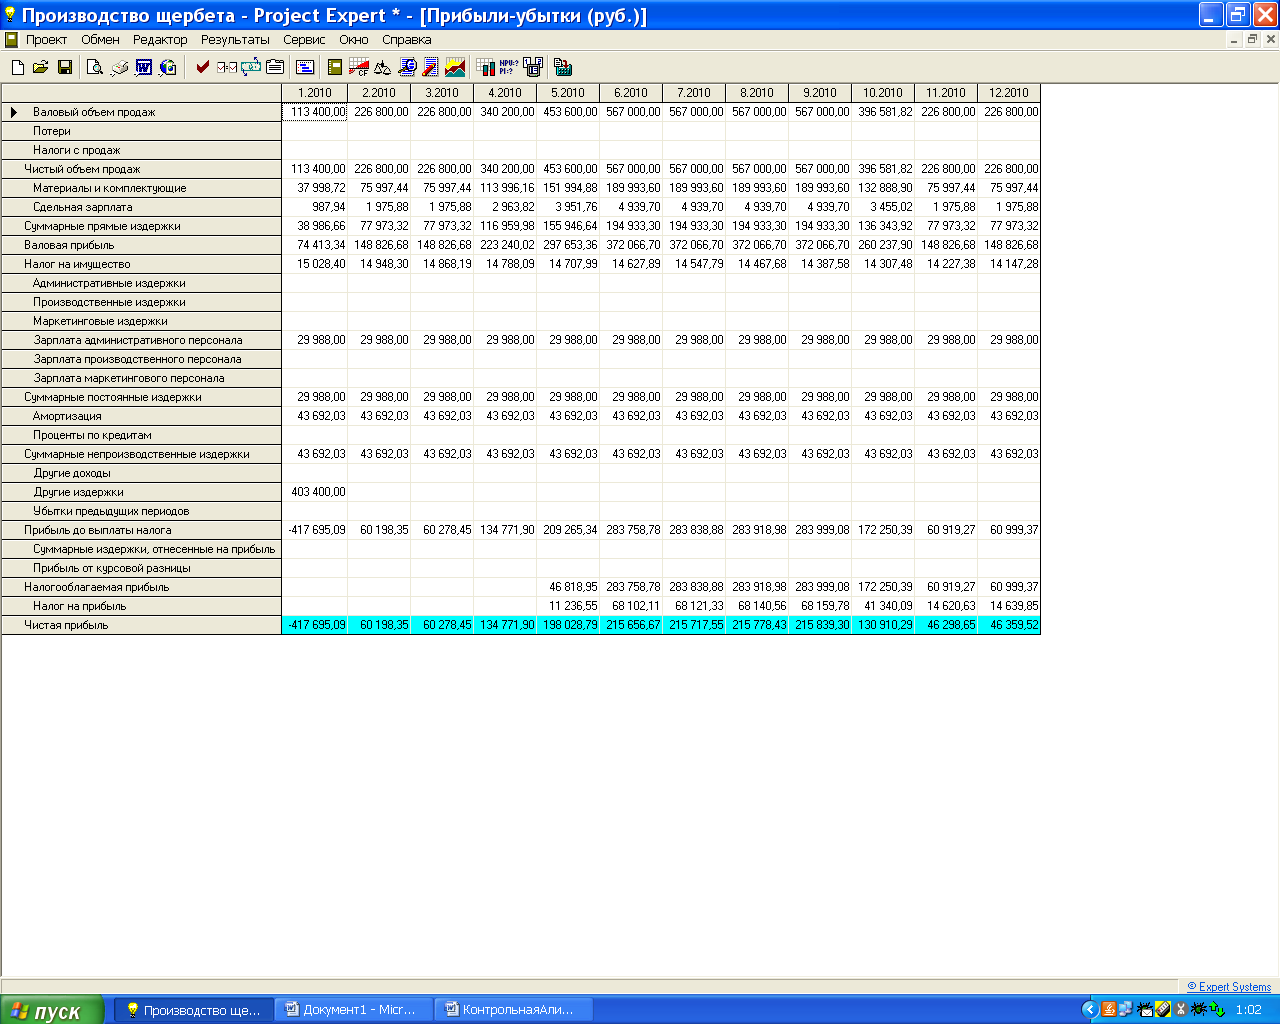 Производство щербета - Project Expert * - [Прибыли-убытки (руб.)]
Проект Обмен Редактор Результаты Сервис Окно Справка
1.2010 2.2010 3.2010 4.2010 5.2010 6.2010 7.2010 8.2010 9.2010 10.2010 11.2010 12.2010
Валовый объем продаж 113 400,00 226 800,00 226 800,00 340 200,00 453 600,00 567 000,00 567 000,00 567 000,00 567 000,00 396 581,82 226 800,00 226 800,00
Потери
Налоги с продаж
Чистый объем продаж 113 400,00 226 800,00 226 800,00 340 200,00 453 600,00 567 000,00 567 000,00 567 000,00 567 000,00 396 581,82 226 800,00 226 800,00
Материалы и комплектующие 37 998,72 75 997,44 75 997,44 113 996,16 151 994,88 189 993,60 189 993,60 189 993,60 189 993,60 132 888,90 75 997,44 75 997,44
Сдельная зарплата 987,94 1 975,88 1 975,88 2 963,82 3 951,76 4 939,70 4 939,70 4 939,70 4 939,70 3 455,02 1 975,88 1 975,88
Суммарные прямые издержки 38 986,66 77 973,32 77 973,32 116 959,98 155 946,64 194 933,30 194 933,30 194 933,30 194 933,30 136 343,92 77 973,32 77 973,32
Валовая прибыль 74 413,34 148 826,68 148 826,68 223 240,02 297 653,36 372 066,70 372 066,70 372 066,70 372 066,70 260 237,90 148 826,68 148 826,68
Налог на имущество 15 028,40 14 948,30 14 868,19 14 788,09 14 707,99 14 627,89 14 547,79 14 467,68 14 387,58 14 307,48 14 227,38 14 147,28
Административные издержки
Производственные издержки
Маркетинговые издержки
Зарплата административного персонала 29 988,00 29 988,00 29 988,00 29 988,00 29 988,00 29 988,00 29 988,00 29 988,00 29 988,00 29 988,00 29 988,00 29 988,00
Зарплата производственного персонала
Зарплата маркетингового персонала
Суммарные постоянные издержки 29 988,00 29 988,00 29 988,00 29 988,00 29 988,00 29 988,00 29 988,00 29 988,00 29 988,00 29 988,00 29 988,00 29 988,00
Амортизация 43 692,03 43 692,03 43 692,03 43 692,03 43 692,03 43 692,03 43 692,03 43 692,03 43 692,03 43 692,03 43 692,03 43 692,03
Проценты по кредитам
Суммарные непроизводственные издержки 43 692,03 43 692,03 43 692,03 43 692,03 43 692,03 43 692,03 43 692,03 43 692,03 43 692,03 43 692,03 43 692,03 43 692,03
Другие доходы
Другие издержки 403 400,00
Убытки предыдущих периодов
Прибыль до выплаты налога -417 695,09 60 198,35 60 278,45 134 771,90 209 265,34 283 758,78 283 838,88 283 918,98 283 999,08 172 250,39 60 919,27 60 999,37
Суммарные издержки, отнесенные на прибыль
Прибыль от курсовой разницы
Налогооблагаемая прибыль 46 818,95 283 758,78 283 838,88 283 918,98 283 999,08 172 250,39 60 919,27 60 999,37
Налог на прибыль 11 236,55 68 102,11 68 121,33 68 140,56 68 159,78 41 340,09 14 620,63 14 639,85
Чистая прибыль -417 695,09 60 198,35 60 278,45 134 771,90 198 028,79 215 656,67 215 717,55 215 778,43 215 839,30 130 910,29 46 298,65 46 359,52
© Expert Systems
пуск Производство ще... Документ1 - Micr... КонтрольнаяАли... 1:02